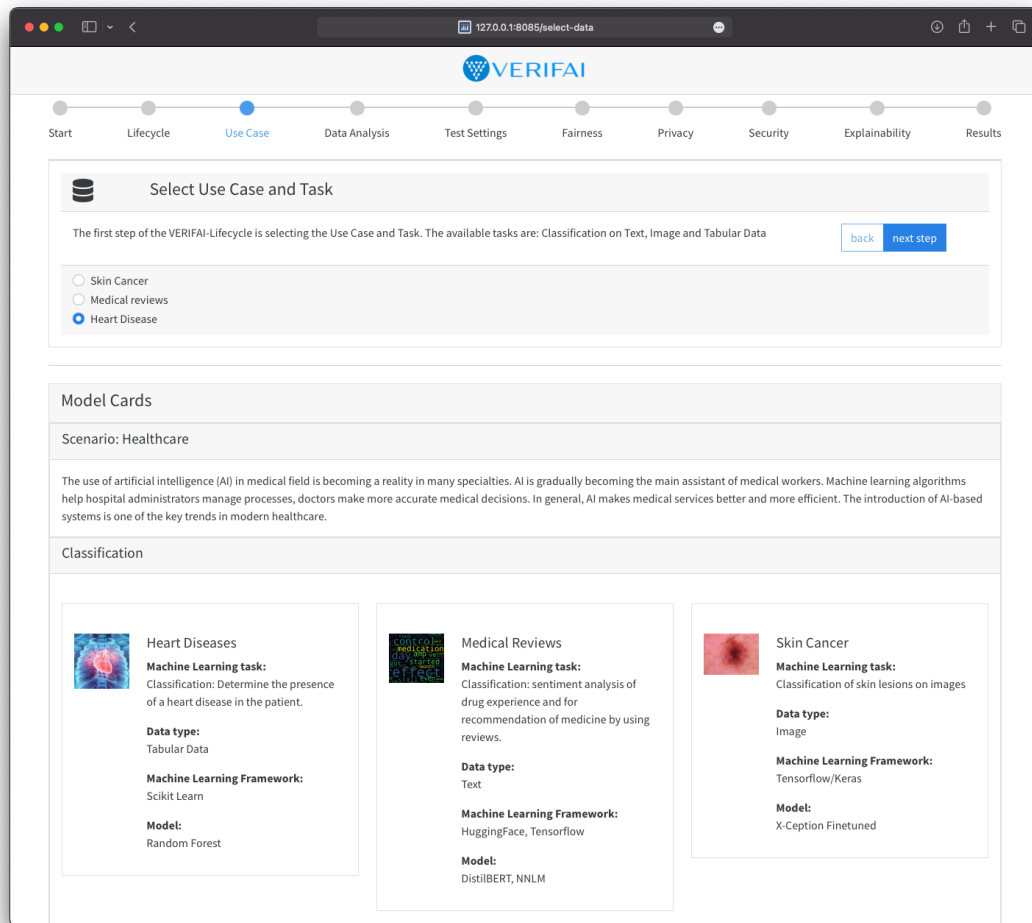 127.0.0.1:8085/select-data
VERIFAI
Start Lifecycle Use Case Data Analysis Test Settings Fairness Privacy Security Explainability Results
Select Use Case and Task
The first step of the VERIFAI-Lifecycle is selecting the Use Case and Task. The available tasks are: Classification on Text, Image and Tabular Data
back next step
Skin Cancer
Medical reviews
Heart Disease
Model Cards
Scenario: Healthcare
The use of artificial intelligence (AI) in medical field is becoming a reality in many specialties. AI is gradually becoming the main assistant of medical workers. Machine learning algorithms
help hospital administrators manage processes, doctors make more accurate medical decisions. In general, AI makes medical services better and more efficient. The introduction of AI-based
systems is one of the key trends in modern healthcare.
Classification
Heart Diseases
Machine Learning task:
Classification: Determine the presence
of a heart disease in the patient.
Data type:
Tabular Data
Machine Learning Framework:
Scikit Learn
Model:
Random Forest
control
medication
day amp
started
effect
Medical Reviews
Machine Learning task:
Classification: sentiment analysis of
drug experience and for
recommendation of medicine by using
reviews.
Data type:
Text
Machine Learning Framework:
HuggingFace, Tensorflow
Model:
DistilBERT, NNLM
Skin Cancer
Machine Learning task:
Classification of skin lesions on images
Data type:
Image
Machine Learning Framework:
Tensorflow/Keras
Model:
X-Ception Finetuned